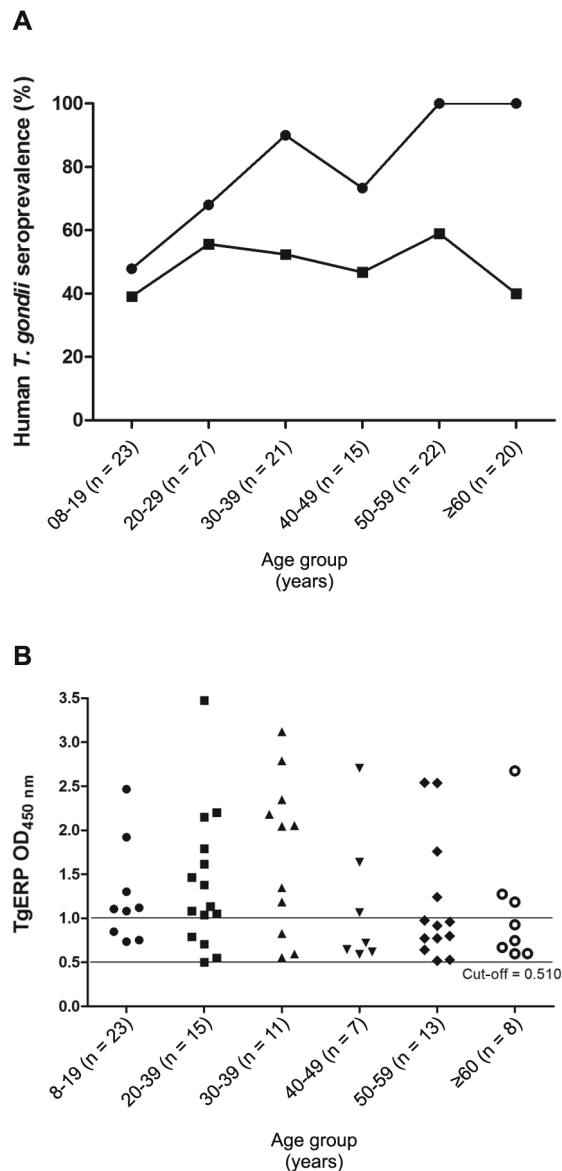 A
Human T. gondii seroprevalence (%)
100
80
60
40
20
0
08-19 (n = 23)
20-29 (n = 27)
30-39 (n = 21)
40-49 (n = 15)
50-59 (n = 22)
≥60 (n = 20)
Age group
(years)
B
TgERP OD450 nm
3.5
3.0
2.5
2.0
1.5
1.0
0.5
0.0
Cut-off = 0.510
8-19 (n = 23)
20-39 (n = 15)
30-39 (n = 11)
40-49 (n = 7)
50-59 (n = 13)
≥60 (n = 8)
Age group
(years)